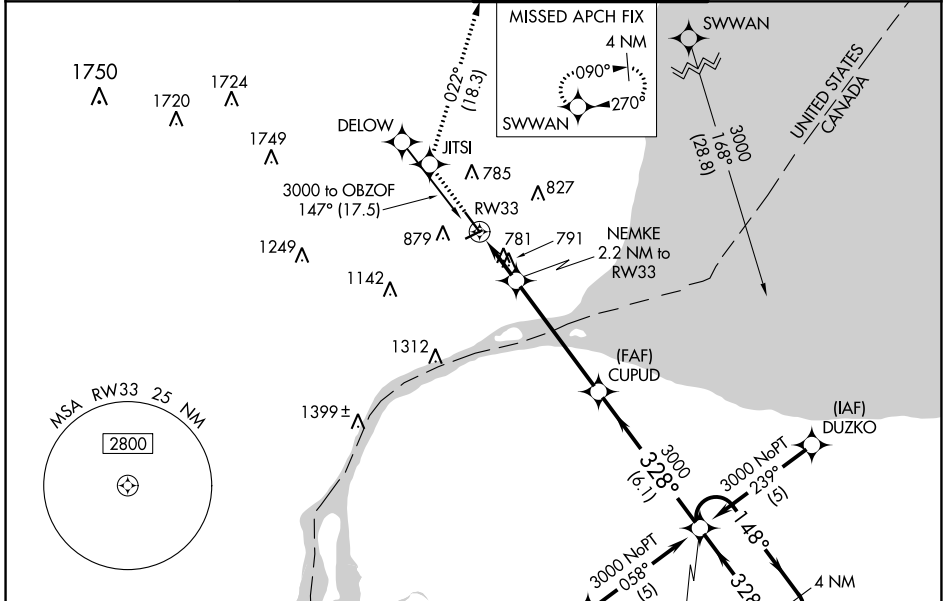 MISSED APCH FIX
4 NM
090°
270°
SWWAN
SWWAN
UNITED STATES
CANADA
3000
168°
(28.8)
022°
(18.3)
1750
1720
1724
1749
DELOW
JITSI
785
827
3000 to OBZOF
147° (17.5)
RW33
879
781
791
NEMKE
2.2 NM to
RW33
1249
1142
1312
1399 ±
(FAF)
CUPUD
(IAF)
DUZKO
MSA RW33 25 NM
2800
3000
328°
(6.1)
3000 NoPT
239°
(5)
148°
3000 NoPT
058°
(5)
328°
4 NM